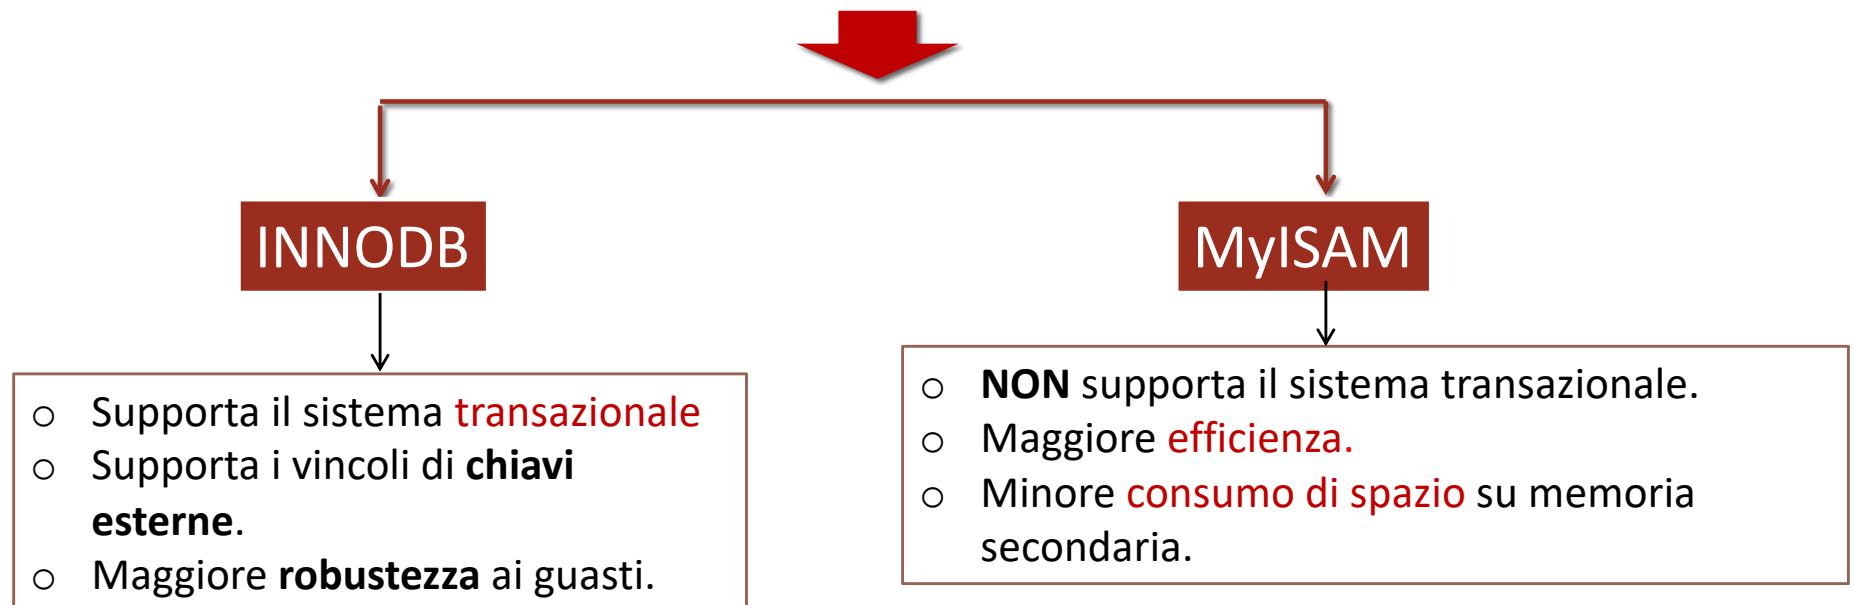 INNODB
MyISAM
o Supporta il sistema transazionale
o Supporta i vincoli di chiavi
esterne.
o Maggiore robustezza ai guasti.
o NON supporta il sistema transazionale.
o Maggiore efficienza.
o Minore consumo di spazio su memoria
secondaria.